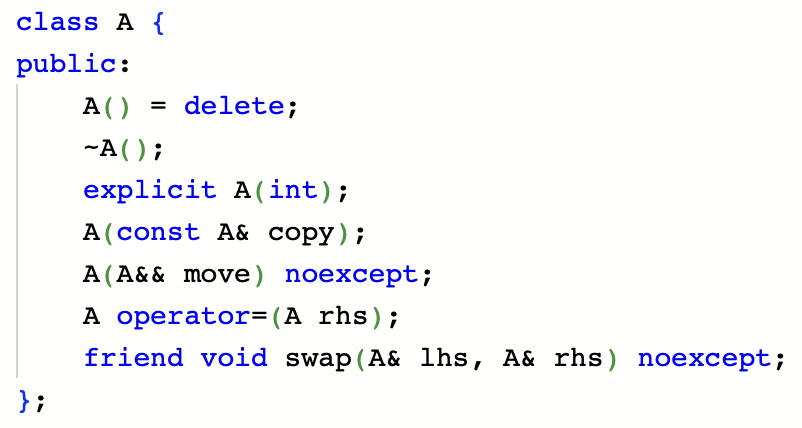 class A {
public:
    A() = delete;
    ~A();
    explicit A(int);
    A(const A& copy);
    A(A&& move) noexcept;
    A operator=(A rhs);
    friend void swap(A& lhs, A& rhs) noexcept;
};